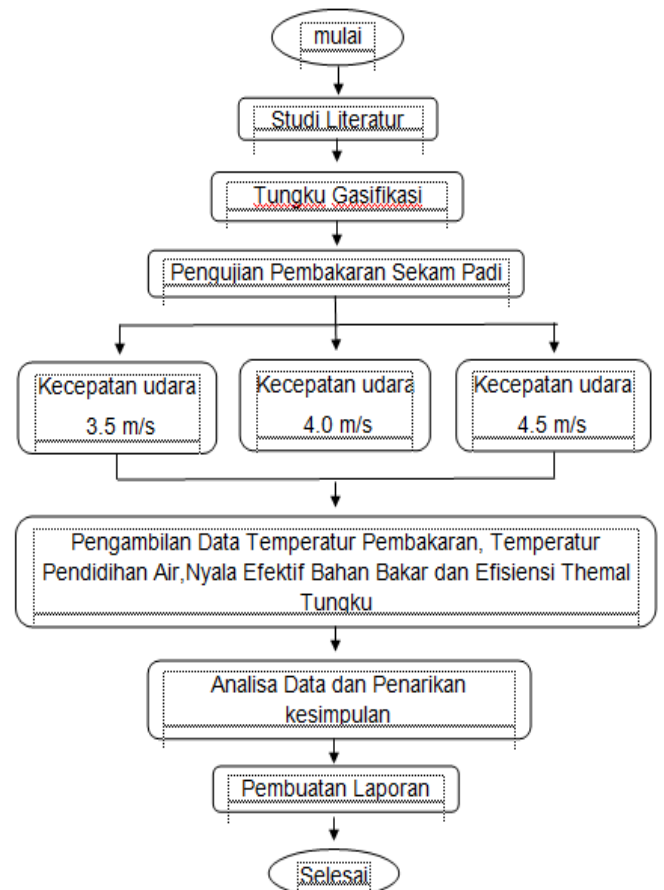 mulai
Studi Literatur
Tungku Gasifikasi
Pengujian Pembakaran Sekam Padi
Kecepatan udara
3.5 m/s
Kecepatan udara
4.0 m/s
Kecepatan udara
4.5 m/s
Pengambilan Data Temperatur Pembakaran, Temperatur
Pendidihan Air,Nyala Efektif Bahan Bakar dan Efisiensi Themal
Tungku
Analisa Data dan Penarikan
kesimpulan
Pembuatan Laporan
Selesai